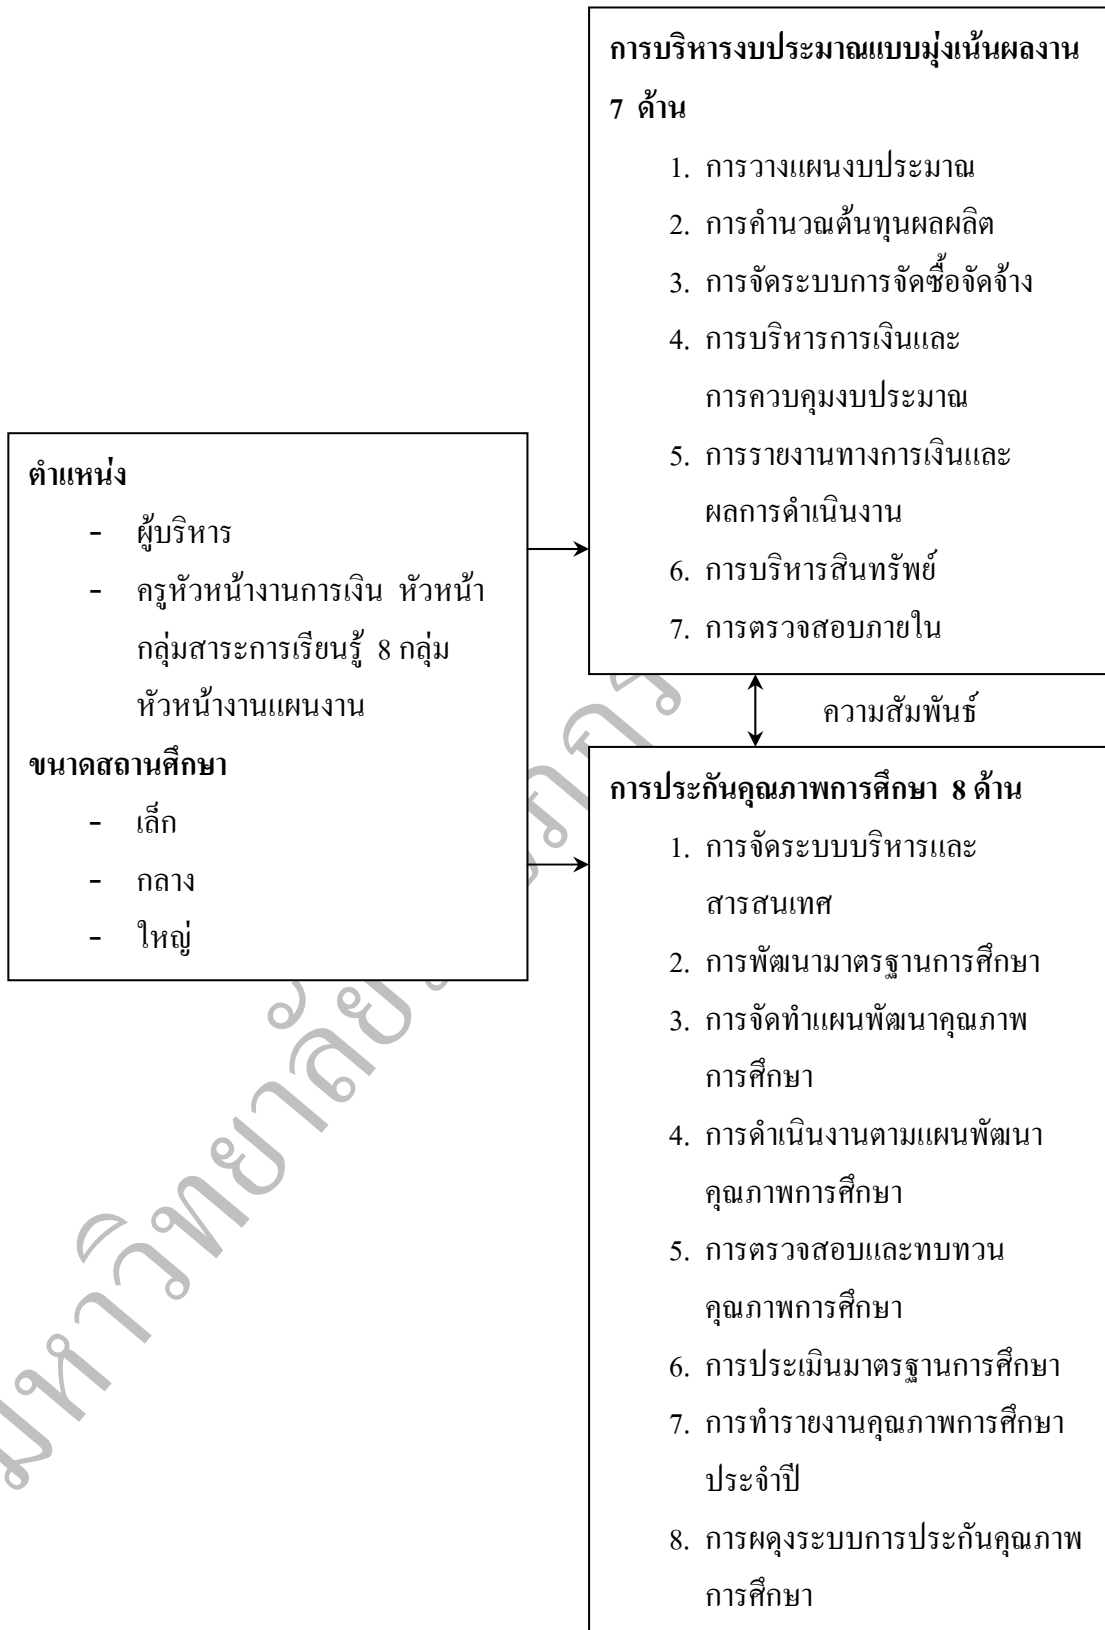 การบริหารงบประมาณแบบมุ่งเน้นผลงาน
7 ด้าน
1. การวางแผนงบประมาณ
2. การคำนวณต้นทุนผลผลิต
3. การจัดระบบการจัดซื้อจัดจ้าง
4. การบริหารการเงินและ
การควบคุมงบประมาณ
5. การรายงานทางการเงินและ
ผลการดำเนินงาน
6. การบริหารสินทรัพย์
7. การตรวจสอบภายใน
ตำแหน่ง
- ผู้บริหาร
- ครูหัวหน้างานการเงิน หัวหน้า
กลุ่มสาระการเรียนรู้ 8 กลุ่ม
หัวหน้างานแผนงาน
ขนาดสถานศึกษา
- เล็ก
- กลาง
- ใหญ่
ความสัมพันธ์
การประกันคุณภาพการศึกษา 8 ด้าน
1. การจัดระบบบริหารและ
สารสนเทศ
2. การพัฒนามาตรฐานการศึกษา
3. การจัดทำแผนพัฒนาคุณภาพ
การศึกษา
4. การดำเนินงานตามแผนพัฒนา
คุณภาพการศึกษา
5. การตรวจสอบและทบทวน
คุณภาพการศึกษา
6. การประเมินมาตรฐานการศึกษา
7. การทำรายงานคุณภาพการศึกษา
ประจำปี
8. การผดุงระบบการประกันคุณภาพ
การศึกษา
มหาวิทยาลัย